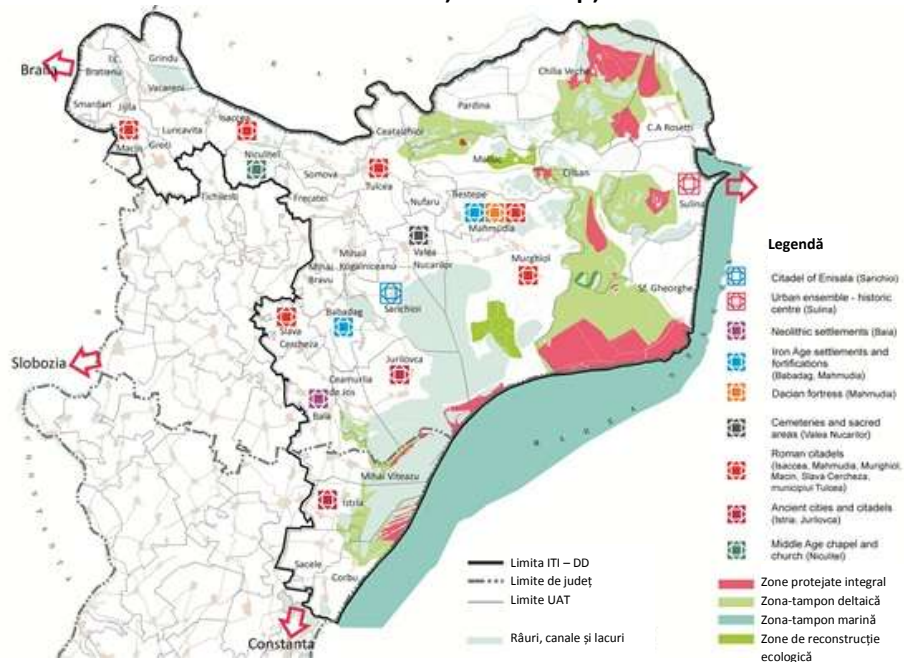 Braila
I.C.
Bratianu
Grindu
Vacareni
Smardan
Jijila
Luncavita
Isaccea
Macin
Greci
Niculitel
Tichilesti
Somova
Frecatei
Tulcea
Ceatalchioi
Pardina
Chilia Veche
C.A Rosetti
Maliuc
Crisan
Sulina
Nufaru
Bestepe
Mahmudia
Valea
Nucarilor
Murghiol
Sf. Gheorghe
Mihail
Kogalniceanu
Mihai
Bravu
Sarichioi
Babadag
Slava
Cercheza
Slobozia
Jurilovca
Ceamurlia
de Jos
Baia
Mihai Viteazu
Istria
Sacele
Corbu
Constanta
Legendă
Citadel of Enisala (Sarichioi)
Urban ensemble - historic
centre (Sulina)
Neolithic settlements (Baia)
Iron Age settlements and
fortifications
(Babadag, Mahmudia)
Dacian fortress (Mahmudia)
Cemeteries and sacred
areas (Valea Nucarilor)
Roman citadels
(Isaccea, Mahmudia, Murighiol,
Macin, Slava Cercheza,
municipiul Tulcea)
Ancient cities and citadels
(Istria, Jurilovca)
Middle Age chapel and
church (Niculitel)
Limita ITI – DD
Limite de județ
Limite UAT
Râuri, canale și lacuri
Zone protejate integral
Zona-tampon deltaică
Zona-tampon marină
Zone de reconstrucție
ecologică